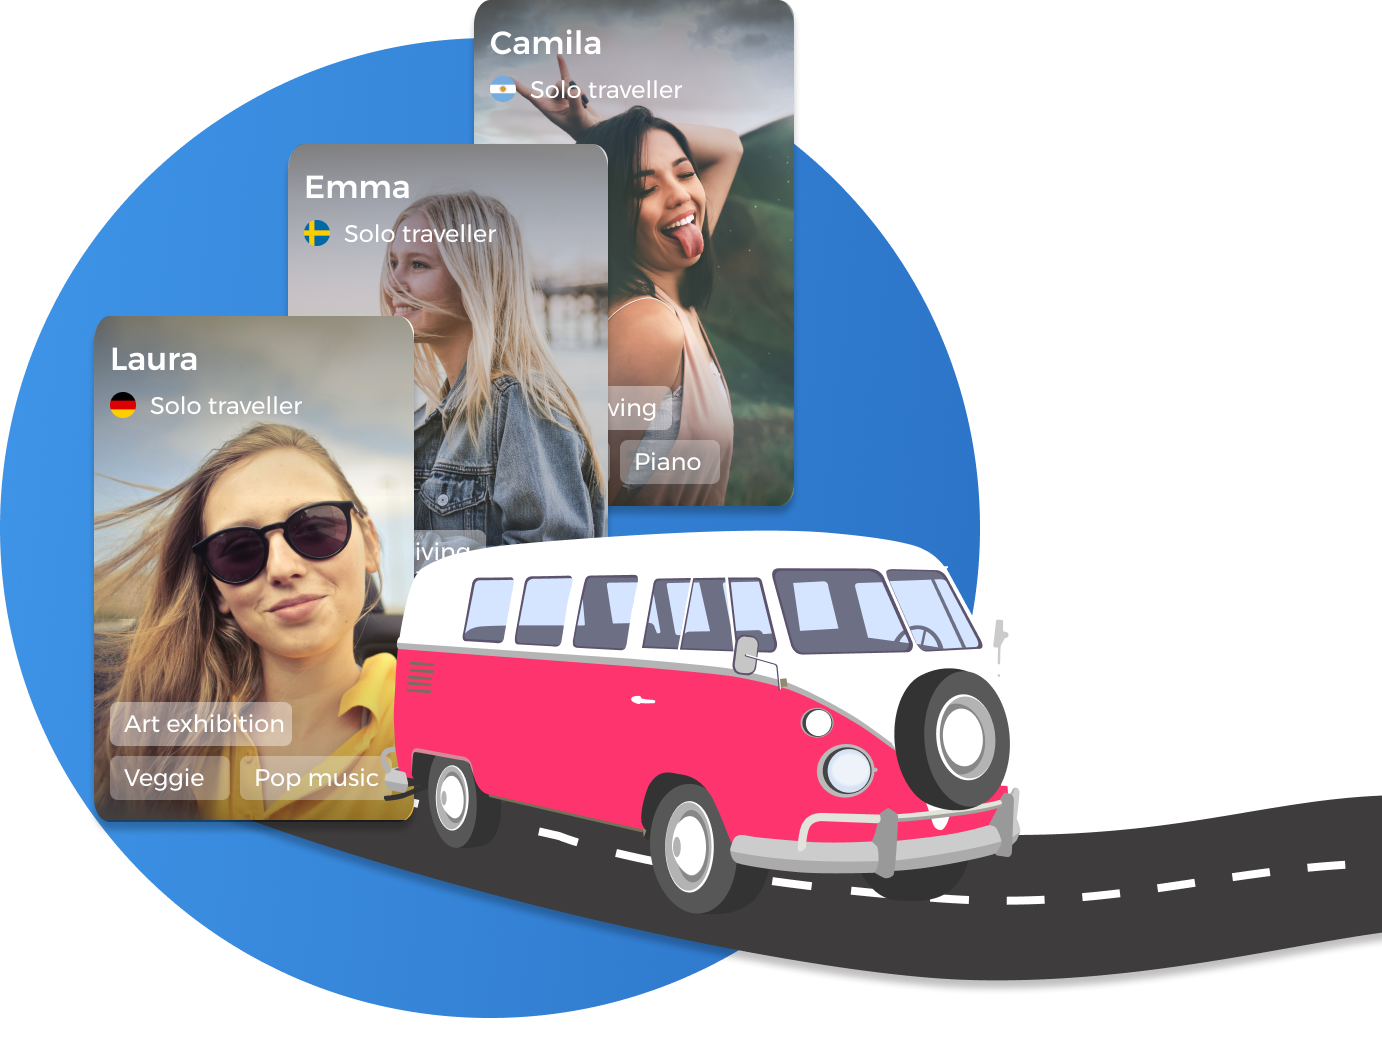 Camila
Solo traveller
Emma
Solo traveller
Laura
Solo traveller
Piano
Art exhibition
Veggie
Pop music